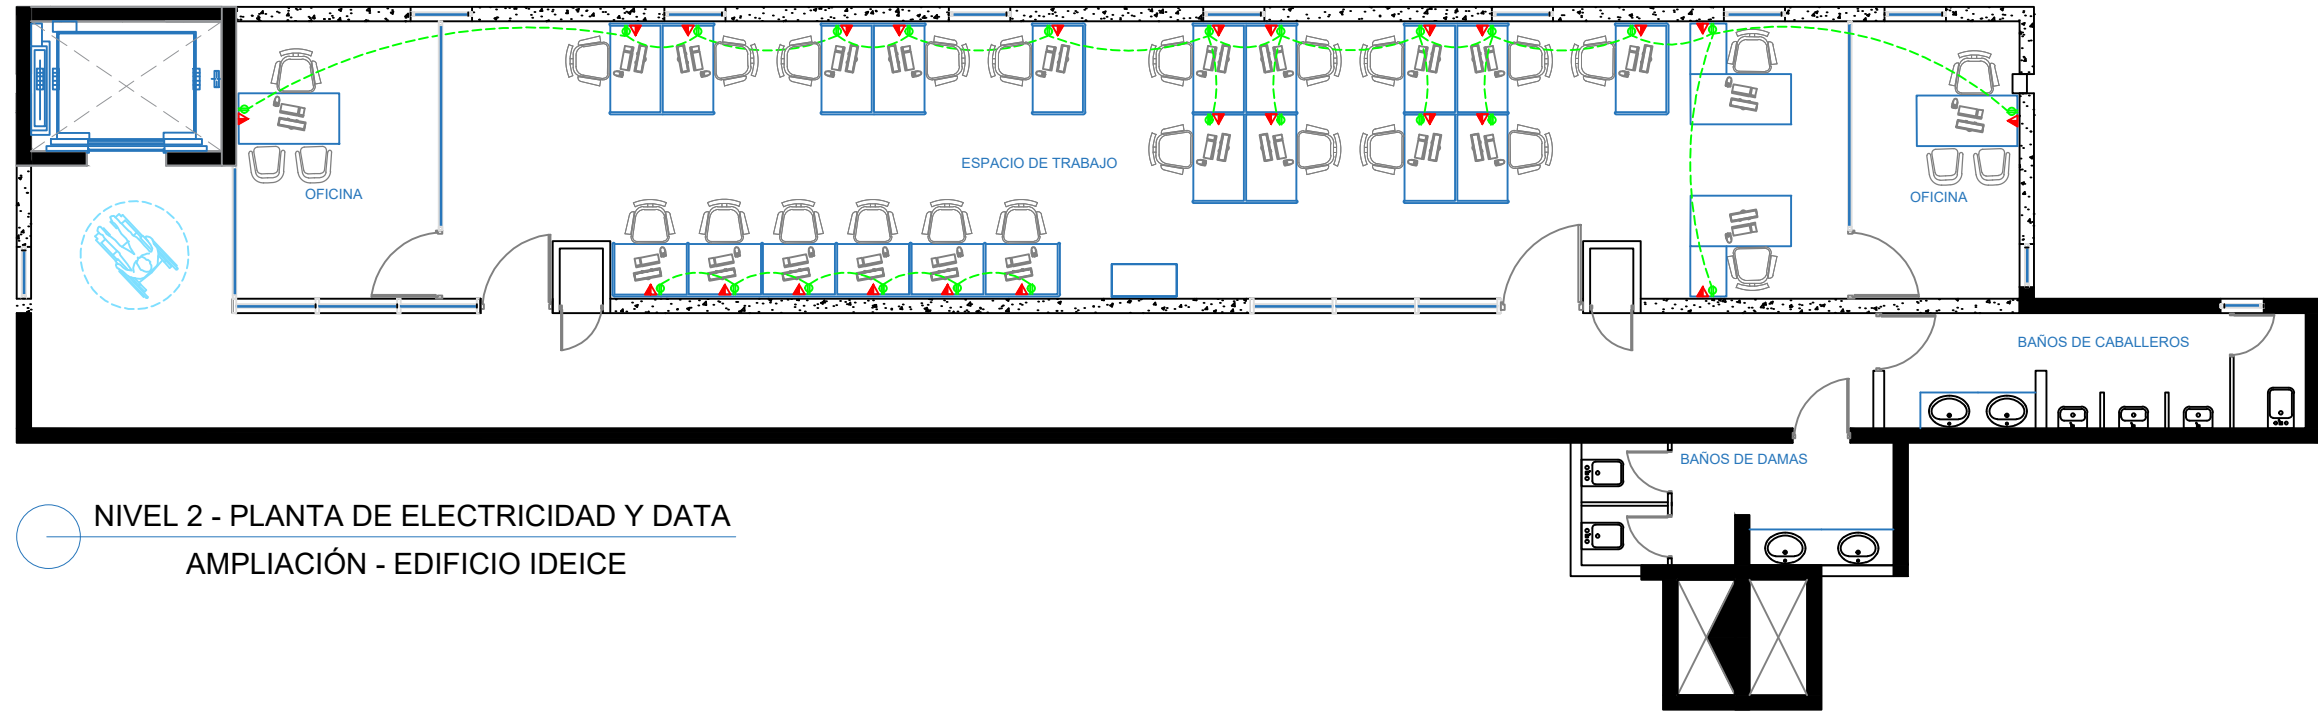 ESPACIO DE TRABAJO
OFICINA
OFICINA
BAÑOS DE CABALLEROS
BAÑOS DE DAMAS
NIVEL 2 - PLANTA DE ELECTRICIDAD Y DATA
AMPLIACIÓN - EDIFICIO IDEICE